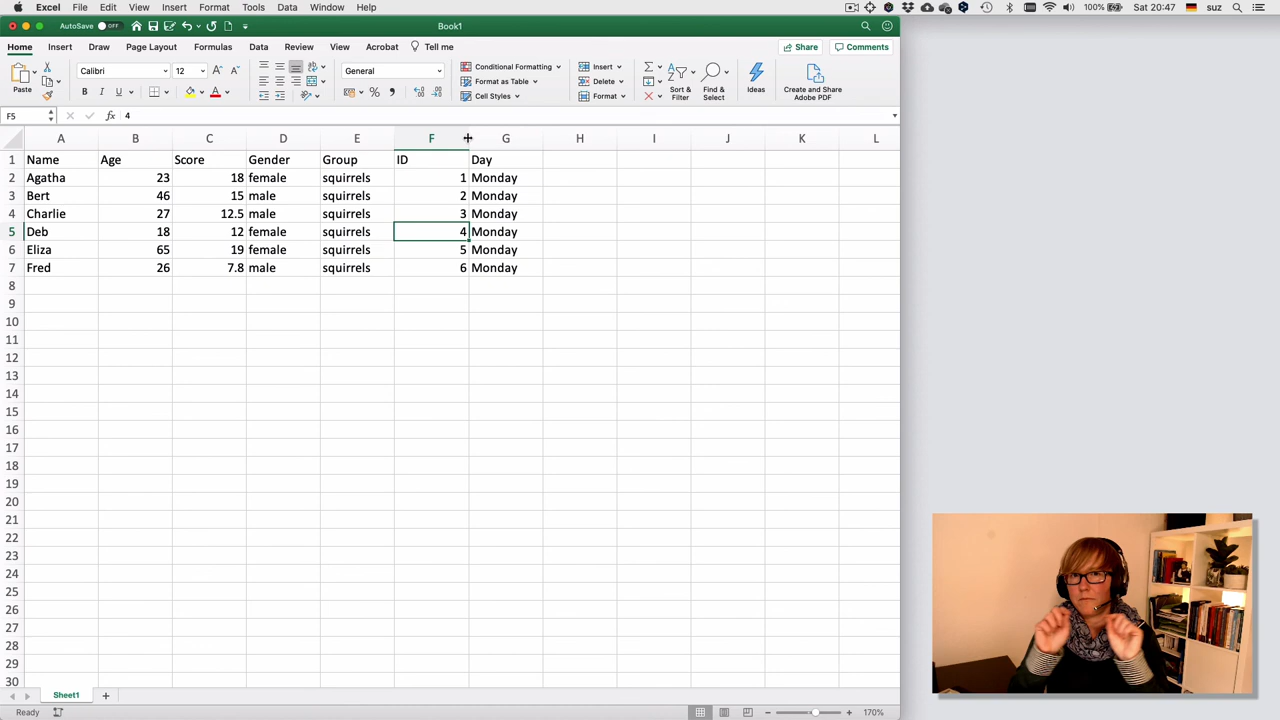 Excel File Edit View Insert Format Tools Data Window Help 100% Sat 20:47 suz
AutoSave OFF Book1
Home Insert Draw Page Layout Formulas Data Review View Acrobat Tell me Share Comments
Paste Calibri 12 A A General Conditional Formatting Insert
B I U A % Format as Table Delete Sort & Filter Find & Select Ideas Create and Share Adobe PDF
Cell Styles Format
F5 fx 4
A B C D E F G H I J K L
1 Name Age Score Gender Group ID Day
2 Agatha 23 18 female squirrels 1 Monday
3 Bert 46 15 male squirrels 2 Monday
4 Charlie 27 12.5 male squirrels 3 Monday
5 Deb 18 12 female squirrels 4 Monday
6 Eliza 65 19 female squirrels 5 Monday
7 Fred 26 7.8 male squirrels 6 Monday
8
9
10
11
12
13
14
15
16
17
18
19
20
21
22
23
24
25
26
27
28
29
30
Sheet1
Ready 170%